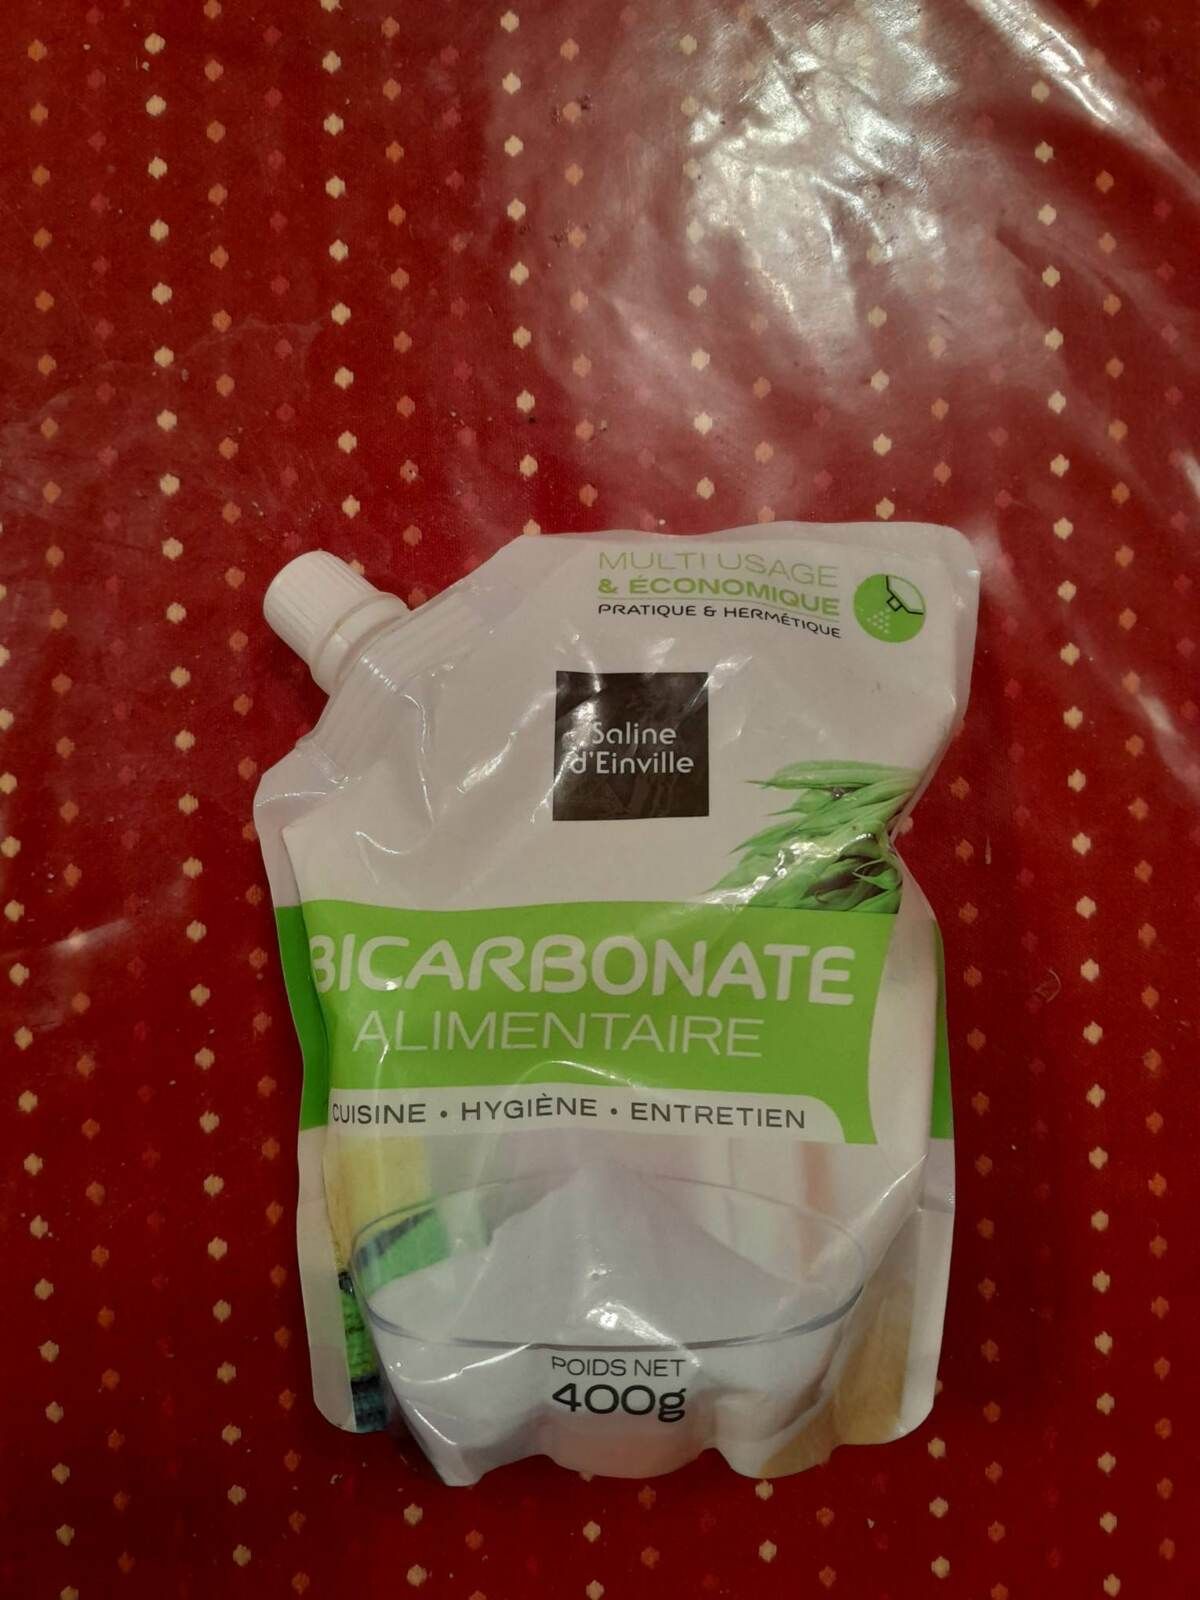 MULTI USAGE
& ÉCONOMIQUE
PRATIQUE & HERMÉTIQUE
Saline
d'Einville
BICARBONATE
ALIMENTAIRE
CUISINE • HYGIÈNE • ENTRETIEN
POIDS NET
400g